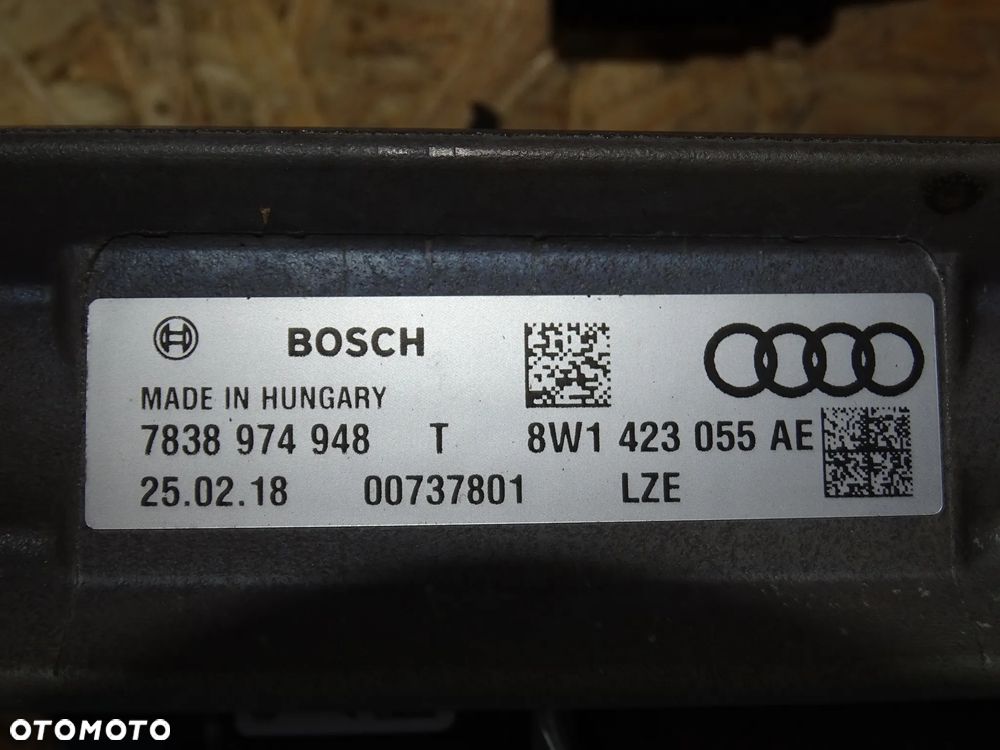 BOSCH
MADE IN HUNGARY
7838 974 948 T 8W1 423 055 AE
25.02.18 00737801 LZE
OTOMOTO